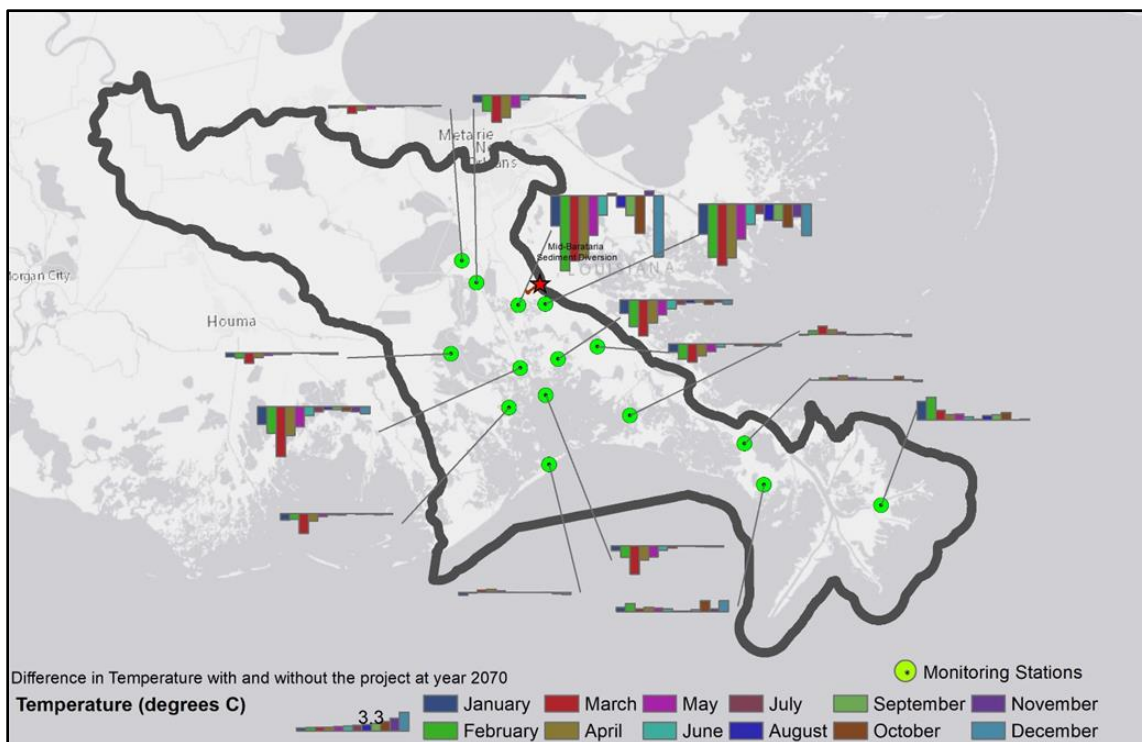 Metairie
New
Orleans
Mid-Barataria
Sediment Diversion
LOUISIANA
Morgan City
Houma
Difference in Temperature with and without the project at year 2070
Monitoring Stations
Temperature (degrees C)
3.3
January
March
May
July
September
November
February
April
June
August
October
December